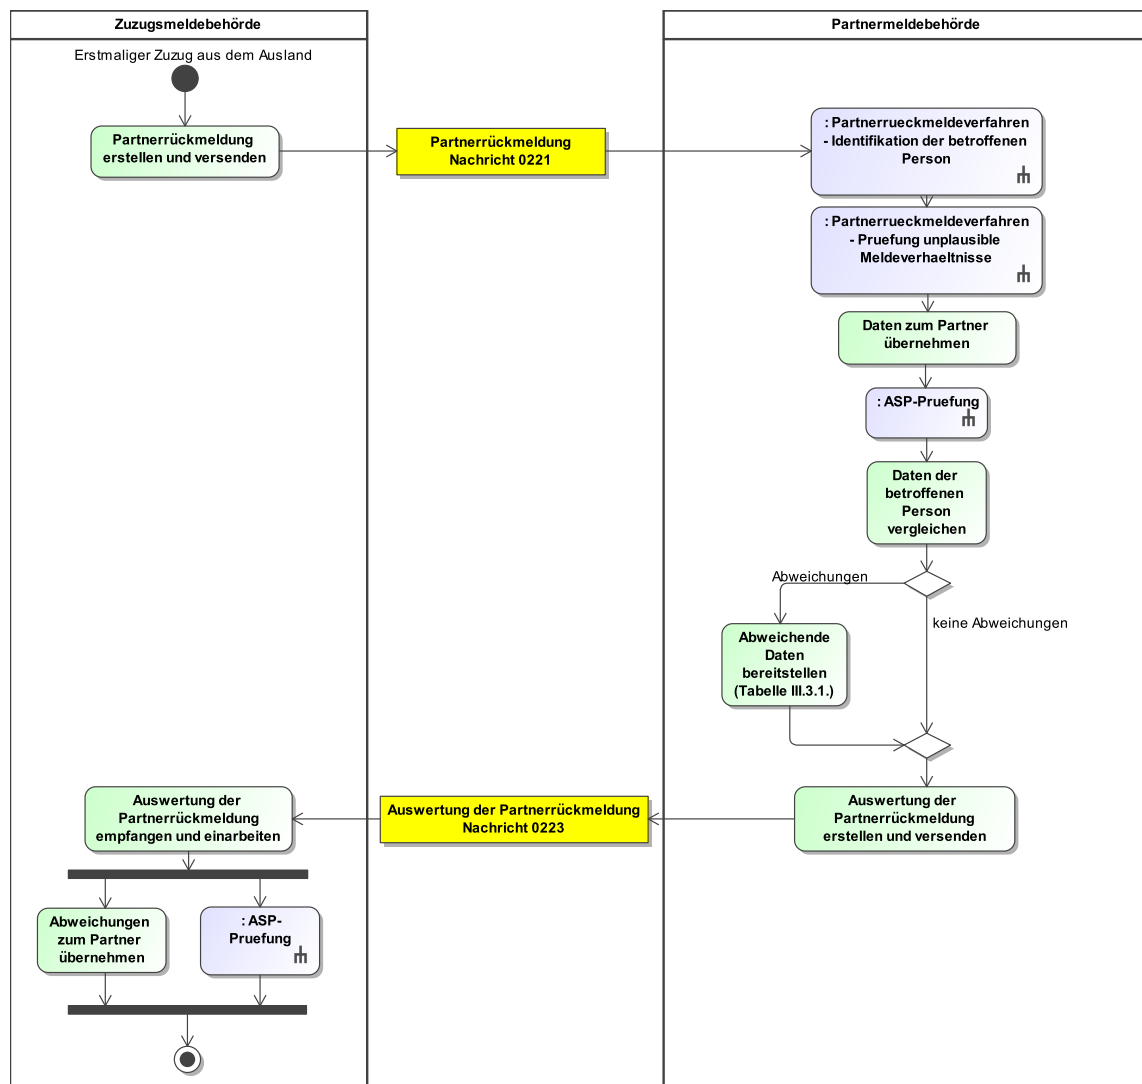 Zuzugsmeldebehörde
Partnermeldebehörde
Erstmaliger Zuzug aus dem Ausland
Partnerrückmeldung
erstellen und versenden
Partnerrückmeldung
Nachricht 0221
: Partnerrueckmeldeverfahren
- Identifikation der betroffenen
Person
: Partnerrueckmeldeverfahren
- Pruefung unplausible
Meldeverhaeltnisse
Daten zum Partner
übernehmen
: ASP-Pruefung
Daten der
betroffenen
Person
vergleichen
Abweichungen
keine Abweichungen
Abweichende
Daten
bereitstellen
(Tabelle III.3.1.)
Auswertung der
Partnerrückmeldung
erstellen und versenden
Auswertung der Partnerrückmeldung
Nachricht 0223
Auswertung der
Partnerrückmeldung
empfangen und einarbeiten
Abweichungen
zum Partner
übernehmen
: ASP-
Pruefung